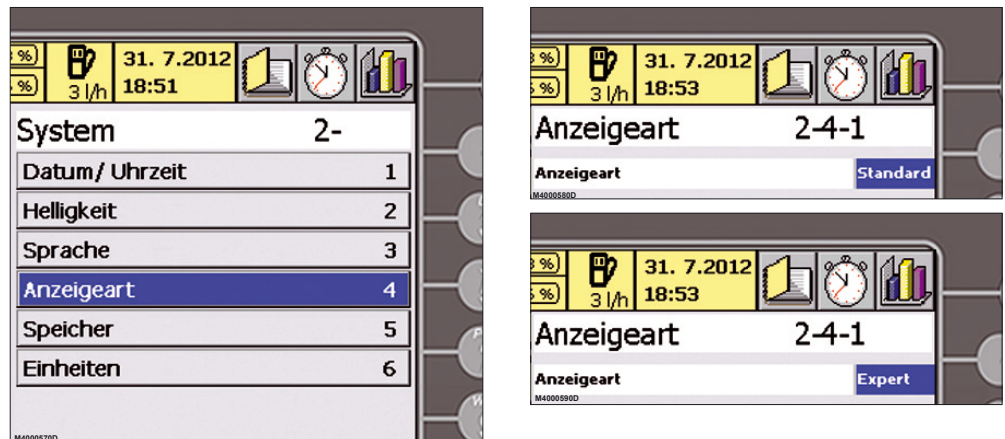 %)
%)
3 l/h
31. 7.2012
18:51
System 2-
Datum/ Uhrzeit 1
Helligkeit 2
Sprache 3
Anzeigeart 4
Speicher 5
Einheiten 6
M4000570D
%)
%)
3 l/h
31. 7.2012
18:53
Anzeigeart 2-4-1
Anzeigeart Standard
M4000580D
%)
%)
3 l/h
31. 7.2012
18:53
Anzeigeart 2-4-1
Anzeigeart Expert
M4000590D